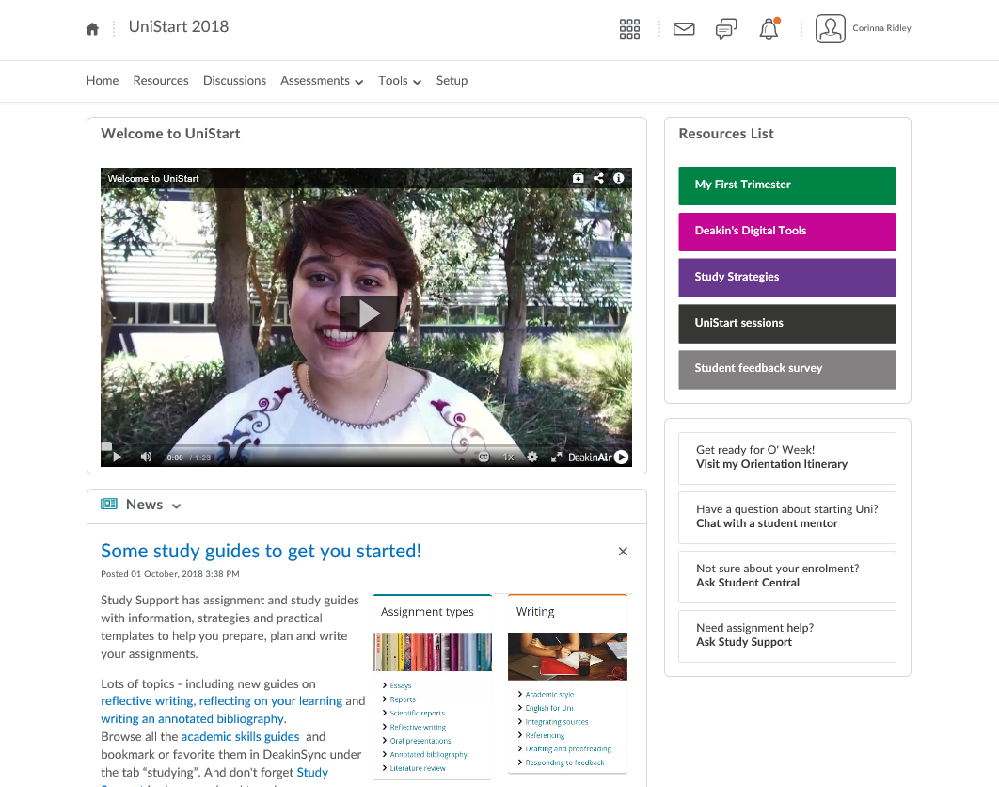 UniStart 2018
Corinna Ridley
Home Resources Discussions Assessments Tools Setup
Welcome to UniStart
Welcome to UniStart
0:00 / 1:23
CC
1x
DeakinAir
News
Some study guides to get you started!
Posted 01 October, 2018 3:38 PM
Study Support has assignment and study guides
with information, strategies and practical
templates to help you prepare, plan and write
your assignments.
Lots of topics - including new guides on
reflective writing, reflecting on your learning and
writing an annotated bibliography.
Browse all the academic skills guides and
bookmark or favorite them in DeakinSync under
the tab “studying”. And don't forget Study
Assignment types
Essays
Reports
Scientific reports
Reflective writing
Oral presentations
Annotated bibliography
Literature review
Writing
Academic style
English for Uni
Integrating sources
Referencing
Drafting and proofreading
Responding to feedback
Resources List
My First Trimester
Deakin's Digital Tools
Study Strategies
UniStart sessions
Student feedback survey
Get ready for O' Week!
Visit my Orientation Itinerary
Have a question about starting Uni?
Chat with a student mentor
Not sure about your enrolment?
Ask Student Central
Need assignment help?
Ask Study Support